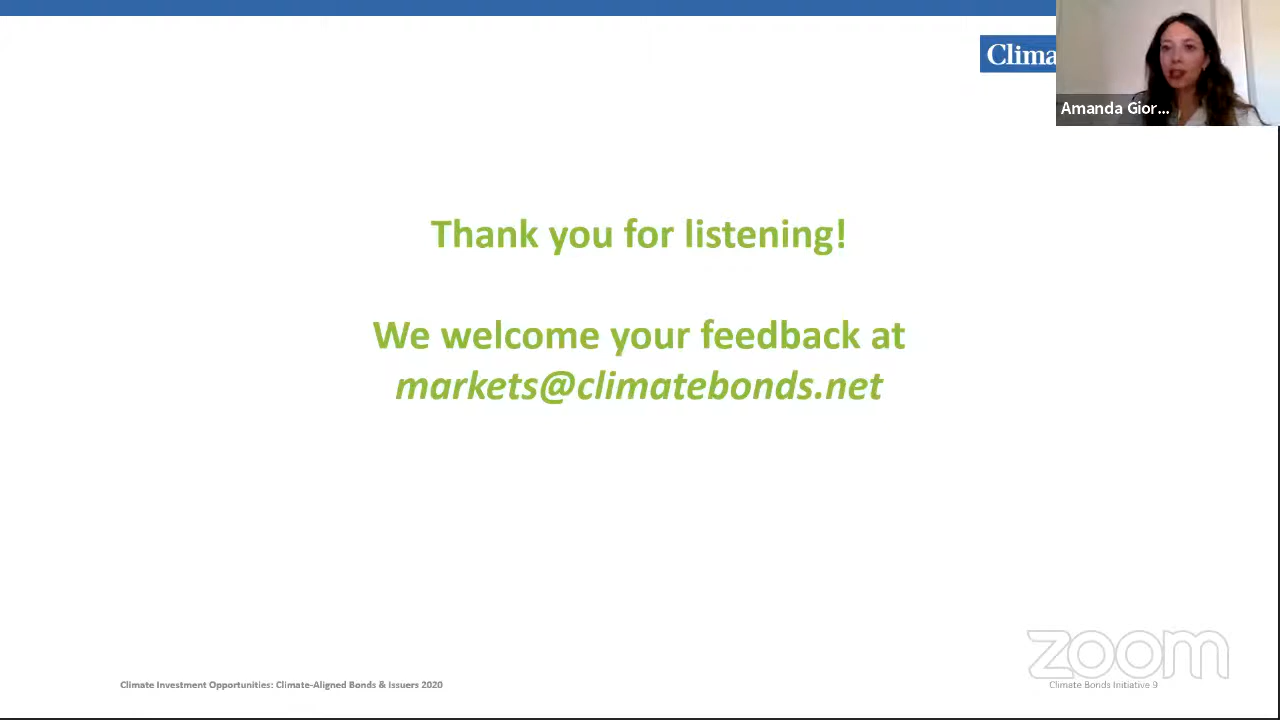 Clima
Amanda Gior...
Thank you for listening!
We welcome your feedback at
markets@climatebonds.net
zoom
Climate Investment Opportunities: Climate-Aligned Bonds & Issuers 2020
Climate Bonds Initiative 9